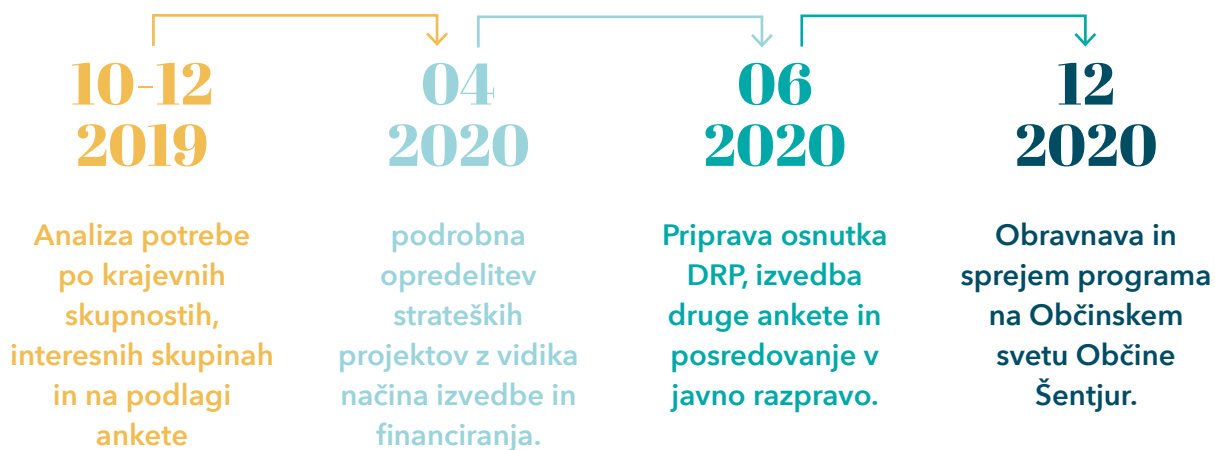 10-12
2019
Analiza potrebe
po krajevnih
skupnostih,
interesnih skupinah
in na podlagi
ankete
04
2020
podrobna
opredelitev
strateških
projektov z vidika
načina izvedbe in
financiranja.
06
2020
Priprava osnutka
DRP, izvedba
druge ankete in
posredovanje v
javno razpravo.
12
2020
Obravnava in
sprejem programa
na Občinskem
svetu Občine
Šentjur.